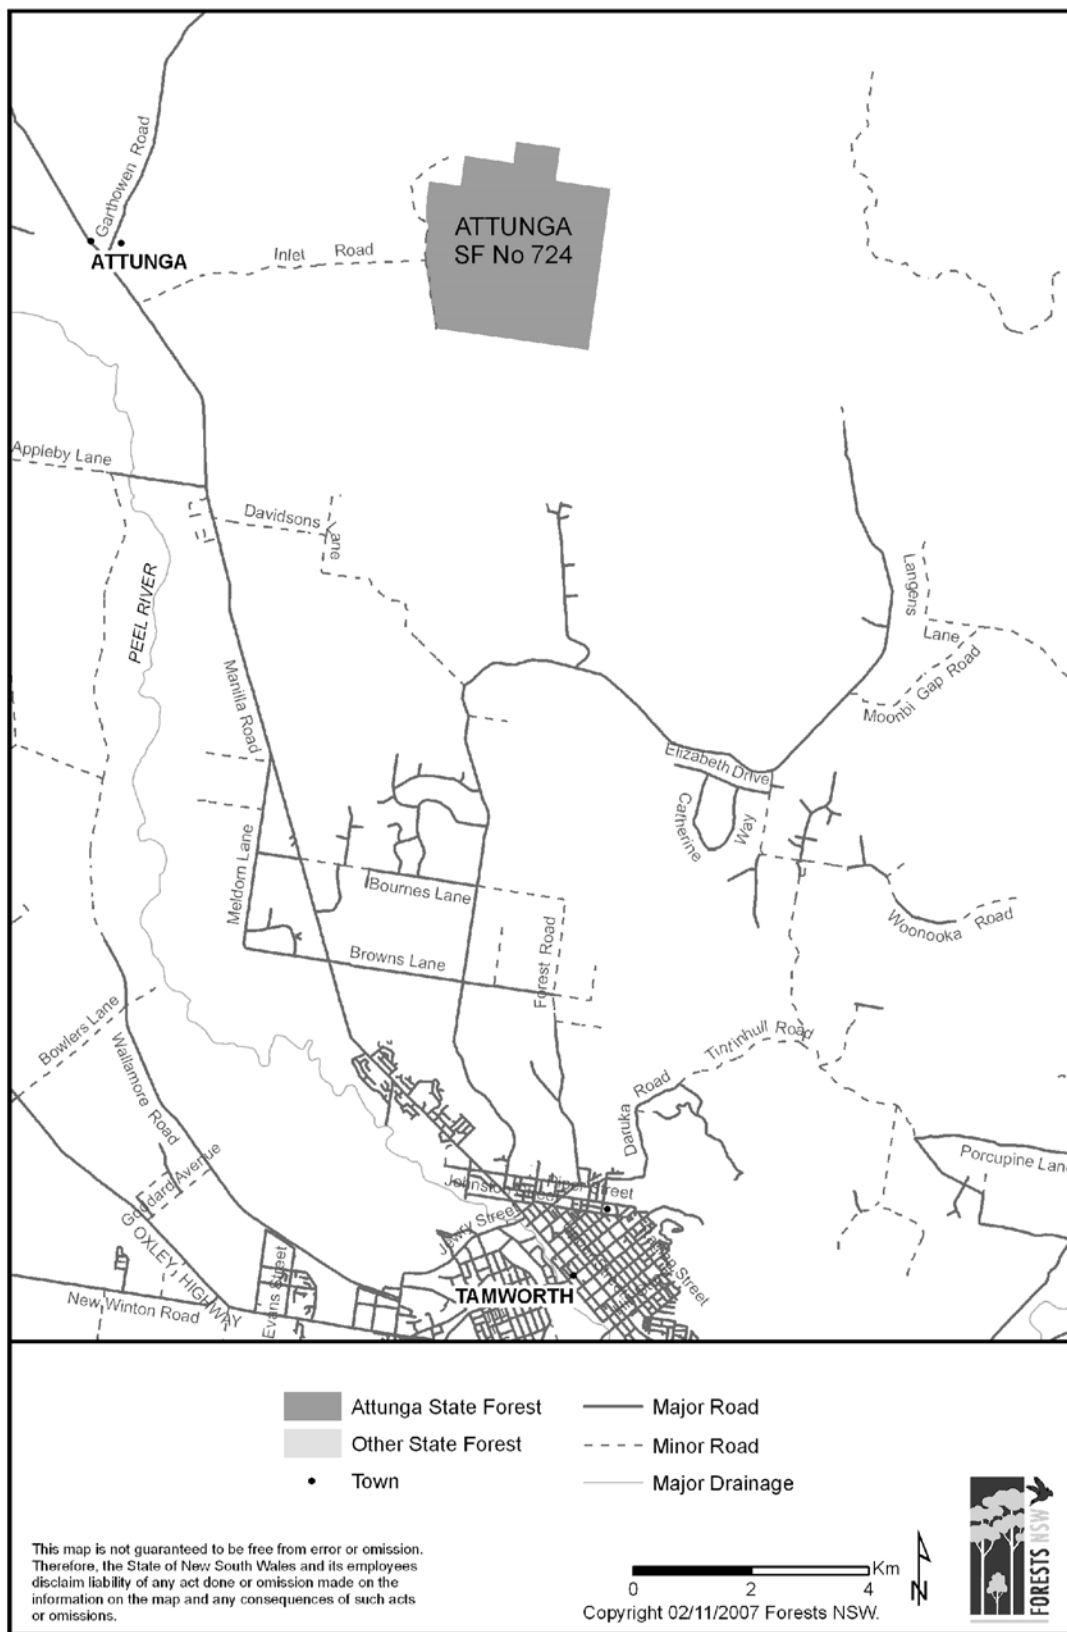 Garthowen Road
ATTUNGA
ATTUNGA
SF No 724
Inlet Road
Appleby Lane
Davidsons Lane
PEEL RIVER
Langens
Lane
Moonbi Gap Road
Manilla Road
Elizabeth Drive
Catherine Way
Meldorn Lane
Bournes Lane
Woonooka Road
Browns Lane
Forest Road
Bowlers Lane
Wallamore Road
Tintinhull Road
Daruka Road
Porcupine Lane
Goddard Avenue
Johnston Street
Piper Street
Jewry Street
OXLEY HIGHWAY
Evans Street
New Winton Road
TAMWORTH
Street
Attunga State Forest
Other State Forest
Town
Major Road
Minor Road
Major Drainage
This map is not guaranteed to be free from error or omission.
Therefore, the State of New South Wales and its employees
disclaim liability of any act done or omission made on the
information on the map and any consequences of such acts
or omissions.
Km
0 2 4
Copyright 02/11/2007 Forests NSW.
N
FORESTS NSW